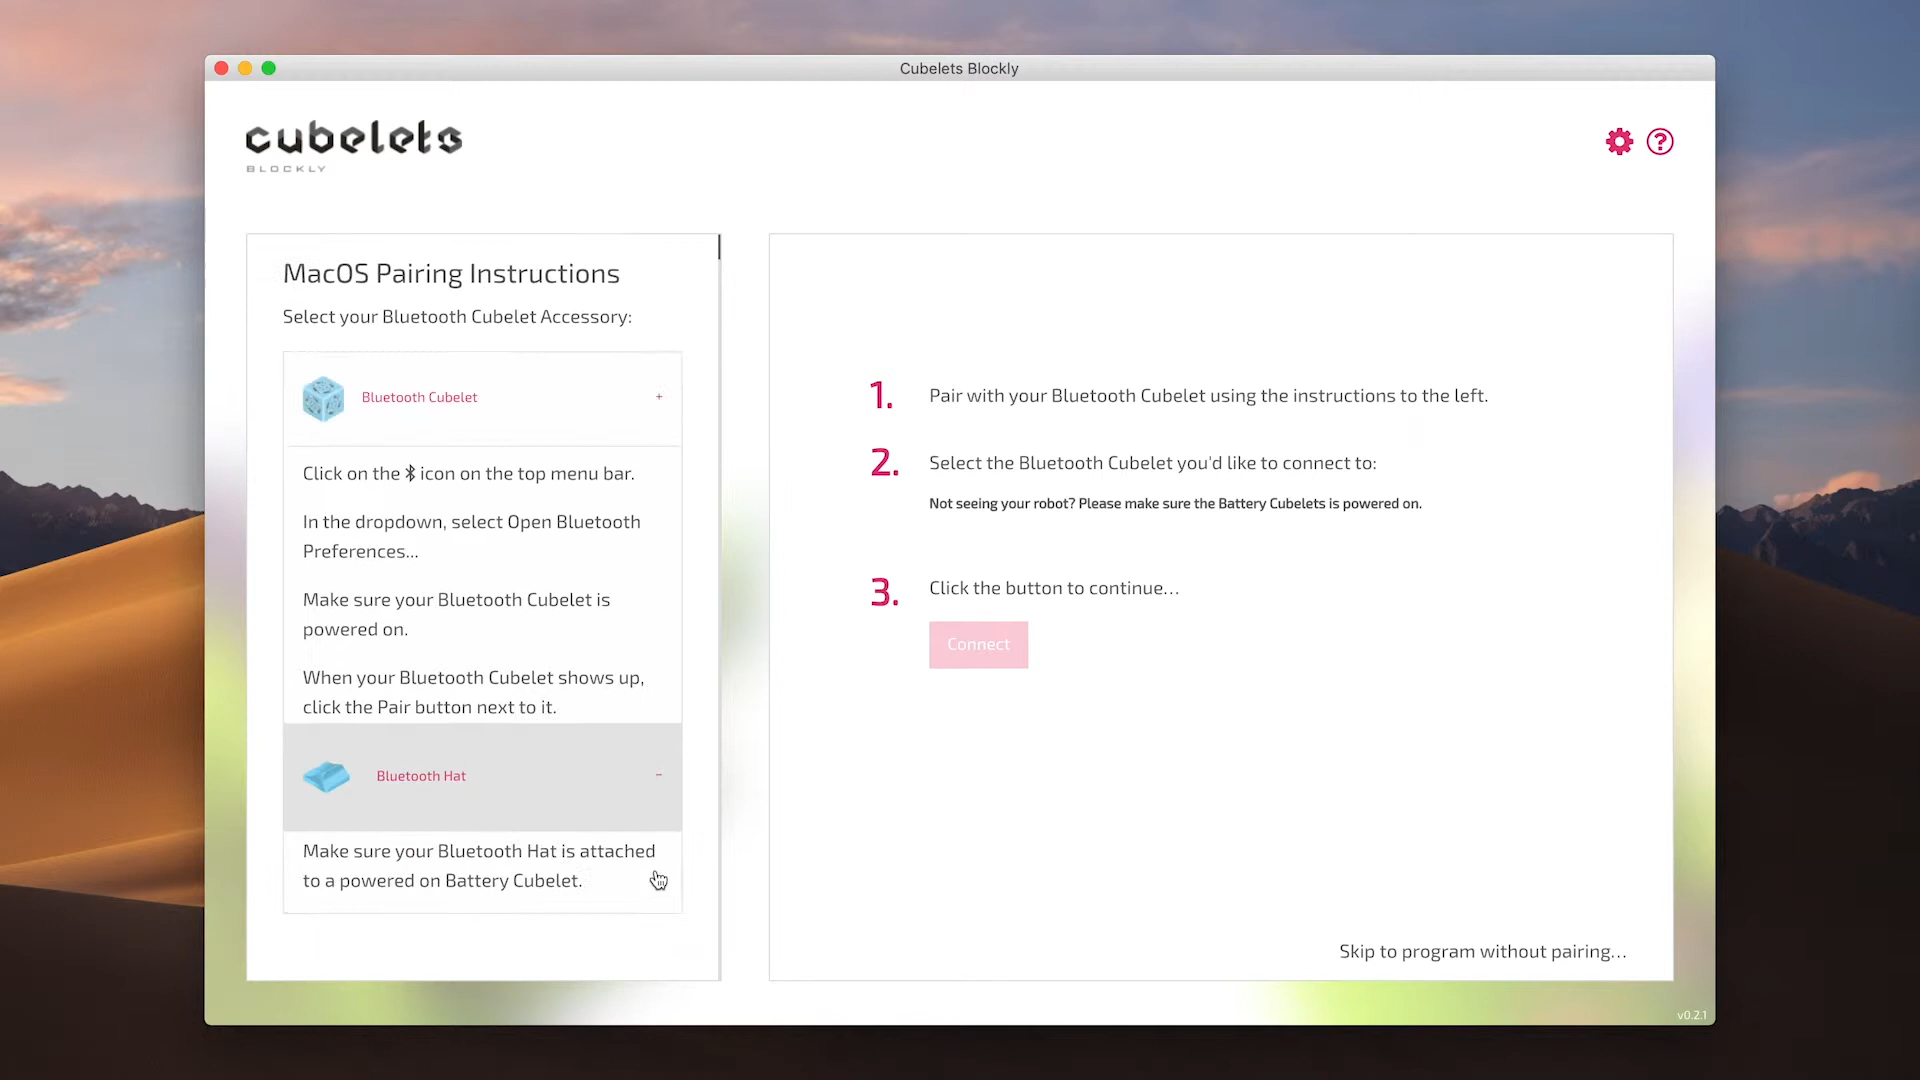 Cubelets Blockly
cubelets
BLOCKLY
MacOS Pairing Instructions
Select your Bluetooth Cubelet Accessory:
Bluetooth Cubelet +
Click on the icon on the top menu bar.
In the dropdown, select Open Bluetooth
Preferences...
Make sure your Bluetooth Cubelet is
powered on.
When your Bluetooth Cubelet shows up,
click the Pair button next to it.
Bluetooth Hat −
Make sure your Bluetooth Hat is attached
to a powered on Battery Cubelet.
1. Pair with your Bluetooth Cubelet using the instructions to the left.
2. Select the Bluetooth Cubelet you'd like to connect to:
Not seeing your robot? Please make sure the Battery Cubelets is powered on.
3. Click the button to continue...
Connect
Skip to program without pairing...
v0.2.1